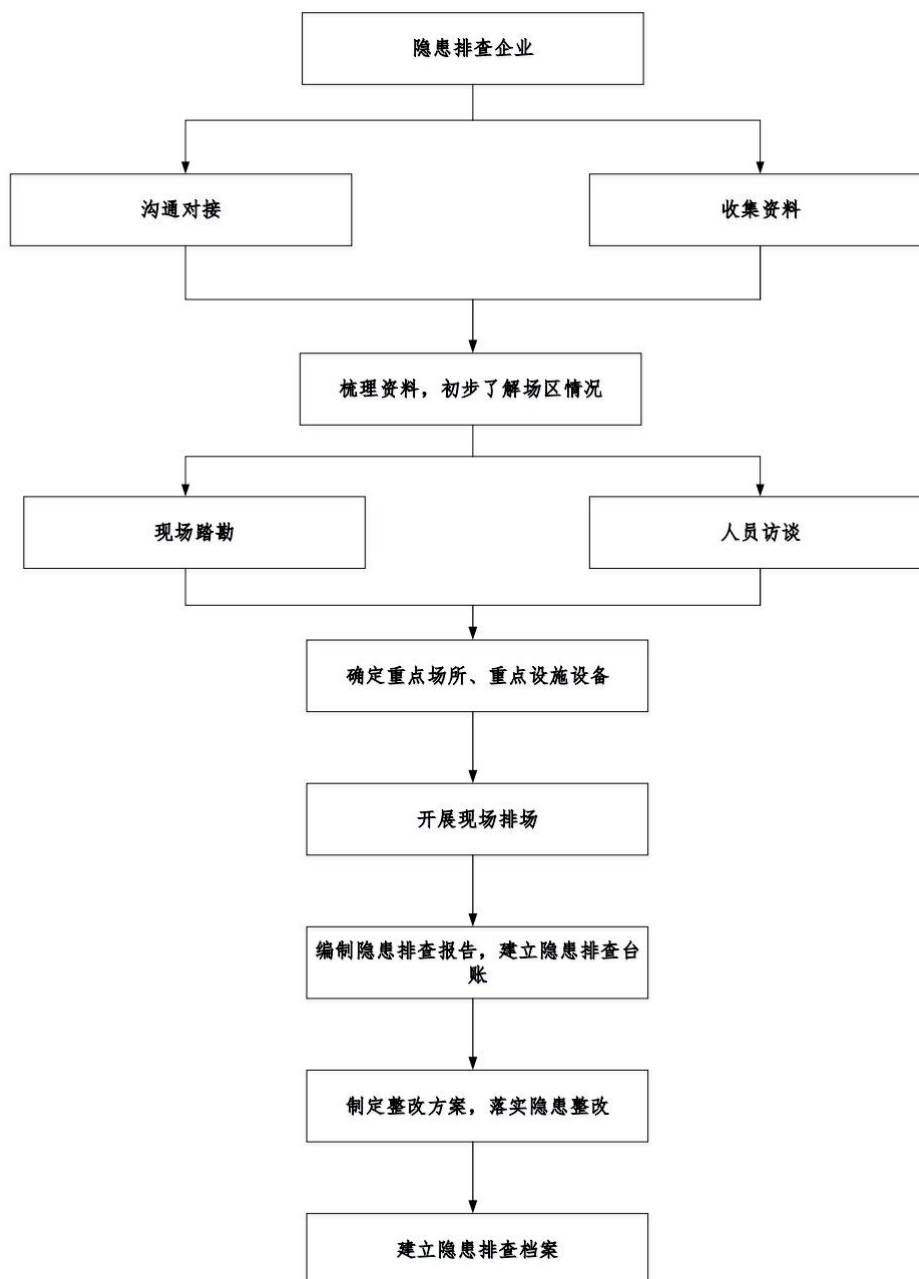 隐患排查企业
沟通对接
收集资料
梳理资料，初步了解场区情况
现场踏勘
人员访谈
确定重点场所、重点设施设备
开展现场排场
编制隐患排查报告，建立隐患排查台
账
制定整改方案，落实隐患整改
建立隐患排查档案